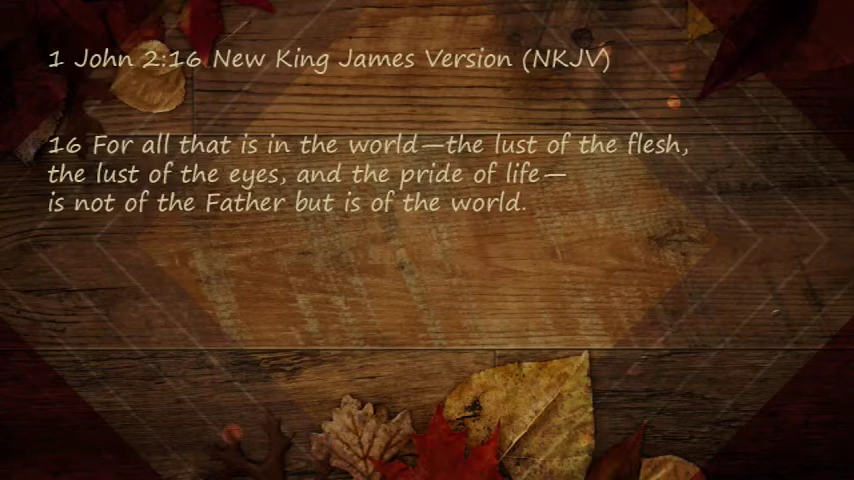 1 John 2:16 New King James Version (NKJV)
16 For all that is in the world—the lust of the flesh,
the lust of the eyes, and the pride of life—
is not of the Father but is of the world.